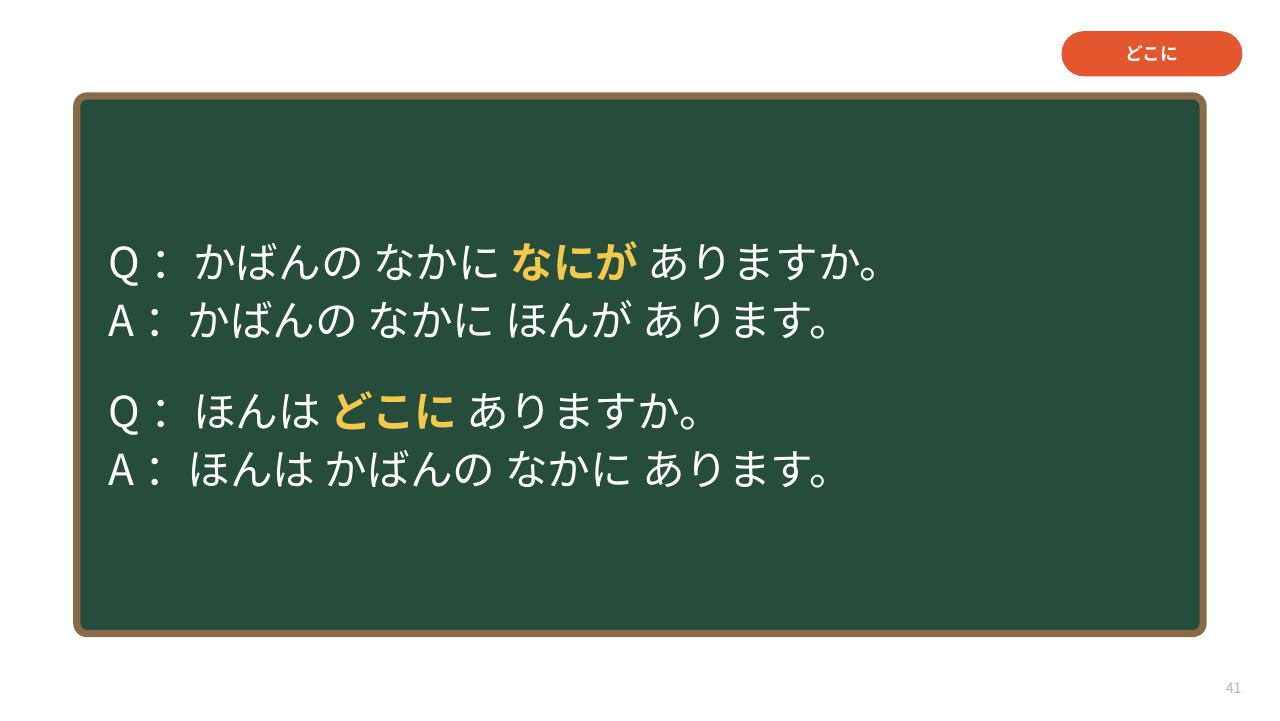 どこに
Q： かばんの なかに なにが ありますか。
A： かばんの なかに ほんが あります。
Q： ほんは どこに ありますか。
A： ほんは かばんの なかに あります。
41